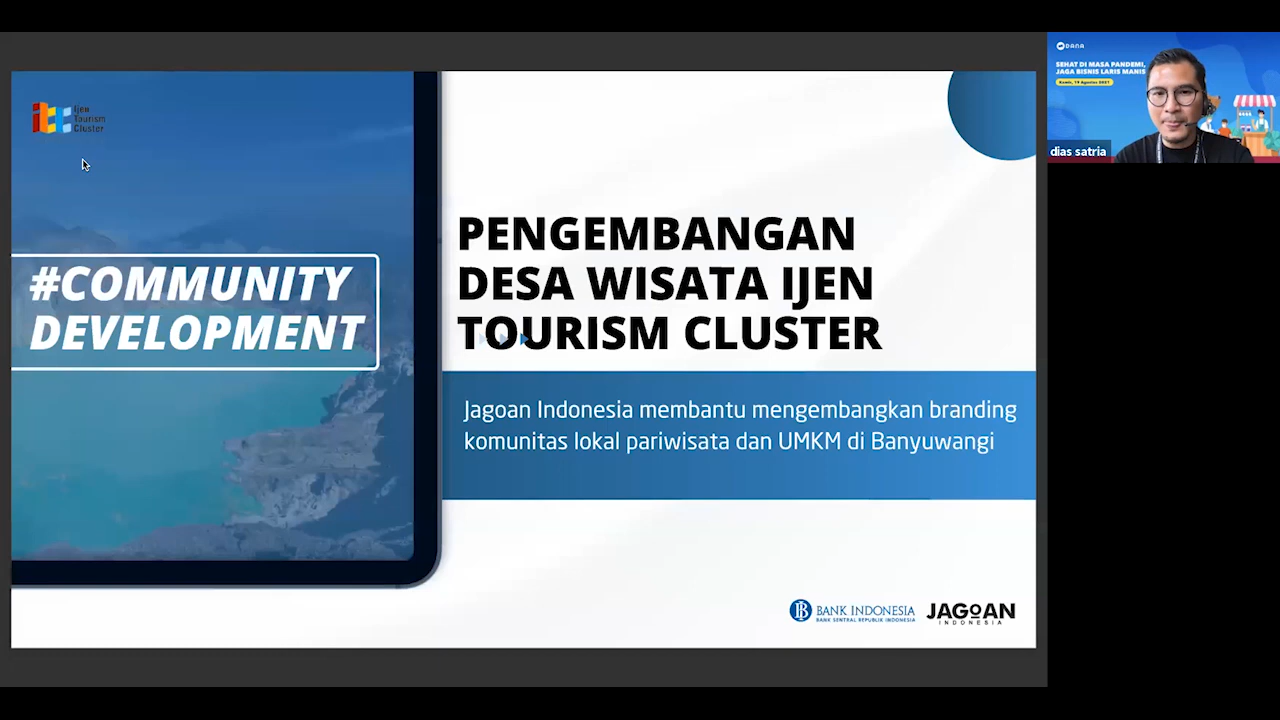 Ijen
Tourism
Cluster
#COMMUNITY
DEVELOPMENT
PENGEMBANGAN
DESA WISATA IJEN
TOURISM CLUSTER
Jagoan Indonesia membantu mengembangkan branding
komunitas lokal pariwisata dan UMKM di Banyuwangi
BANK INDONESIA
BANK SENTRAL REPUBLIK INDONESIA
JAGOAN
INDONESIA
DANA
SEHAT DI MASA PANDEMI,
JAGA BISNIS LARIS MANIS
dias satria